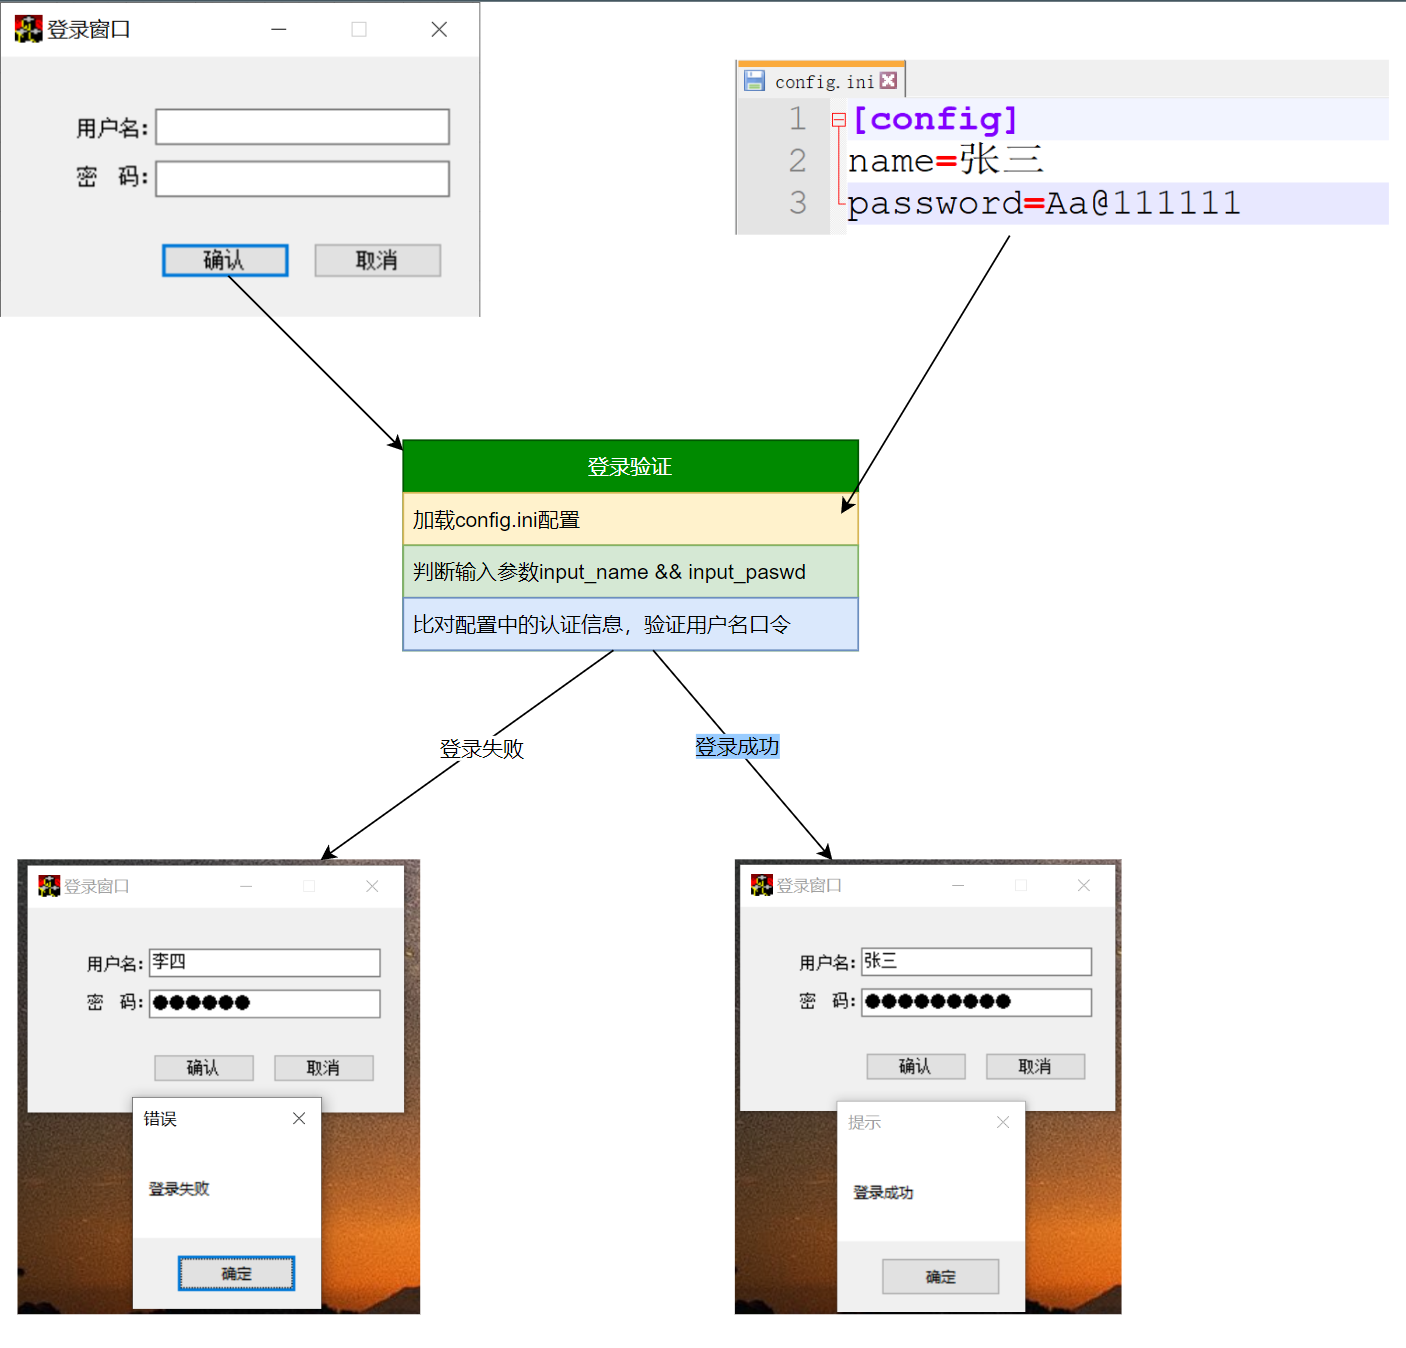 登录窗口
用户名:
密 码:
确认 取消
config.ini
1 [config]
2 name=张三
3 password=Aa@111111
登录验证
加载config.ini配置
判断输入参数input_name && input_paswd
比对配置中的认证信息，验证用户名口令
登录失败
登录成功
登录窗口
用户名: 李四
密 码: ●●●●●●
确认 取消
错误
登录失败
确定
登录窗口
用户名: 张三
密 码: ●●●●●●●●●
确认 取消
提示
登录成功
确定